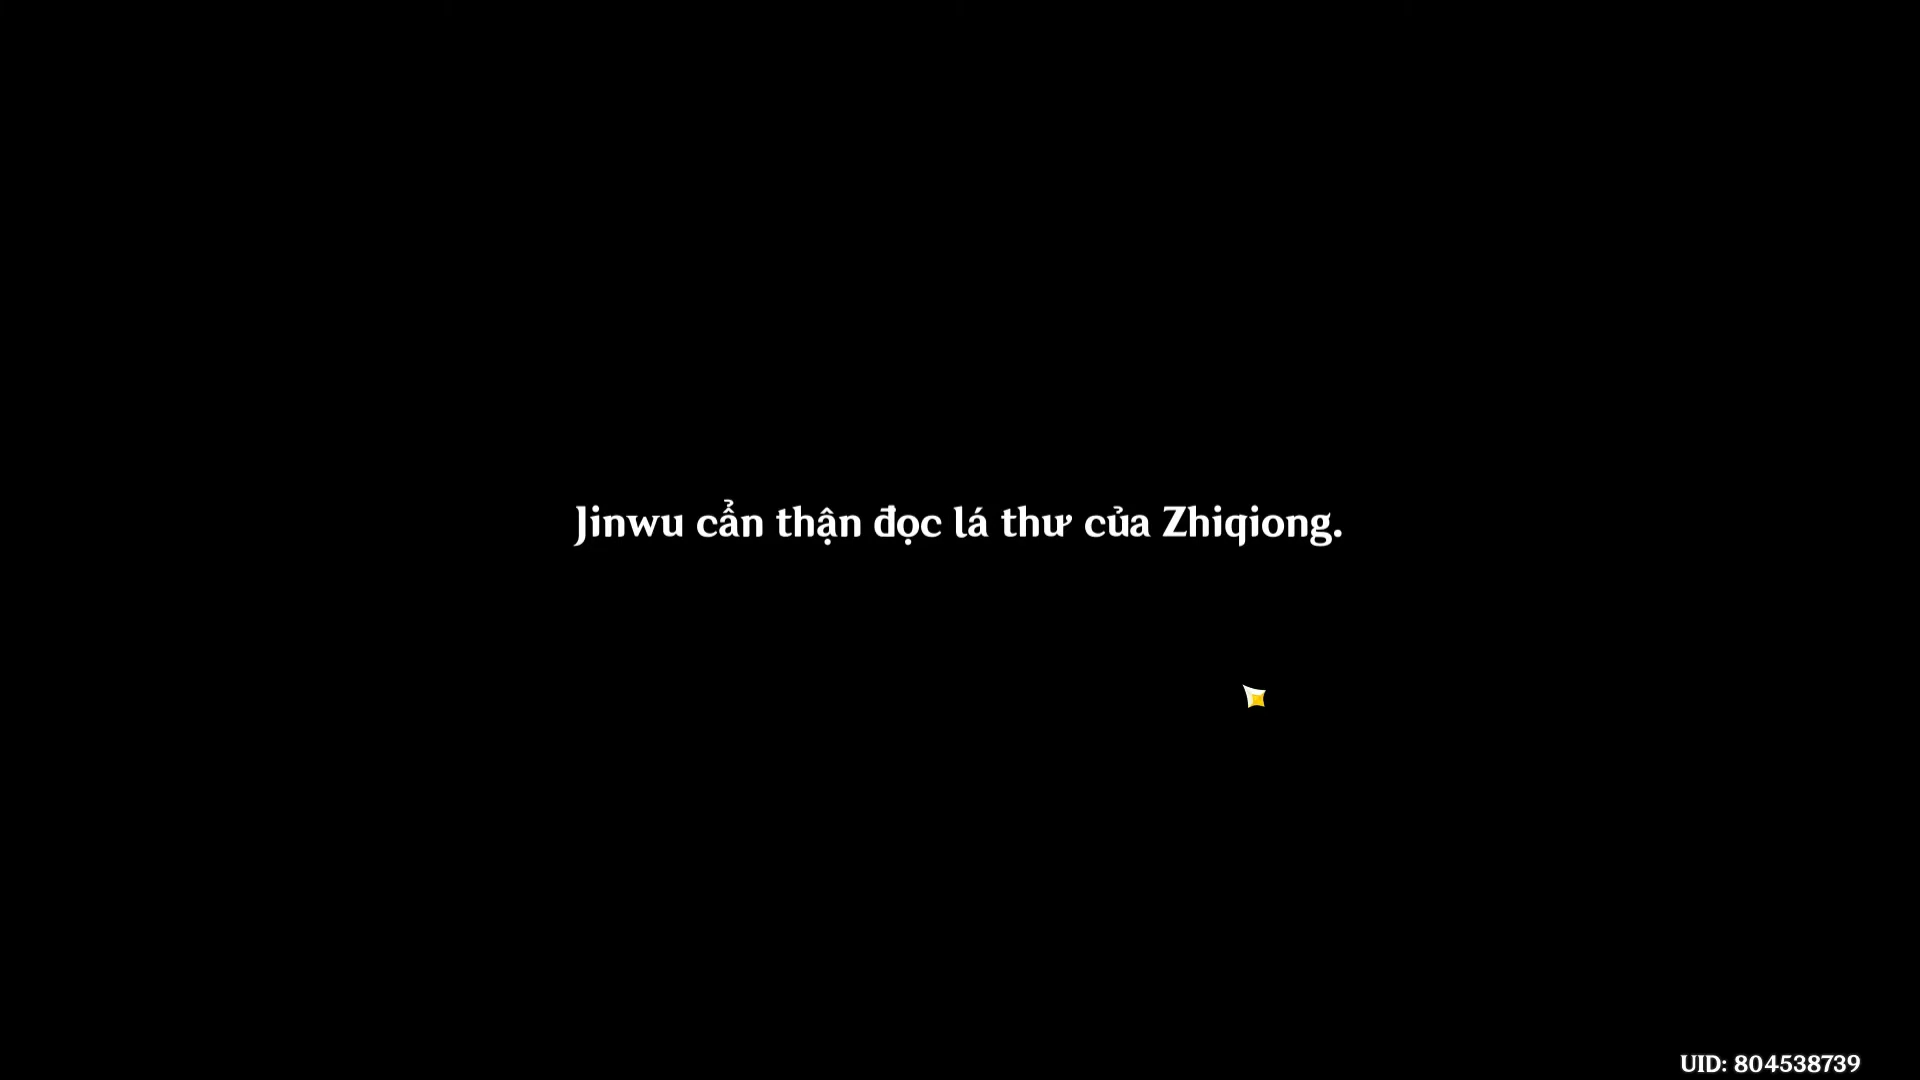 Jinwu cẩn thận đọc lá thư của Zhiqiong.
UID: 804538739